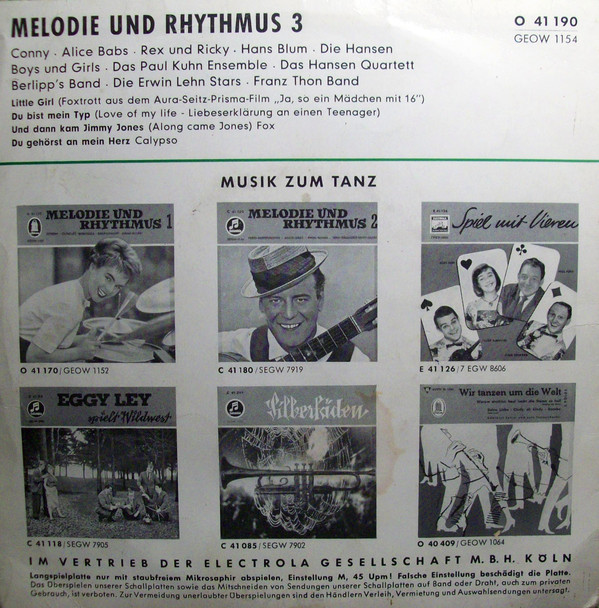 MELODIE UND RHYTHMUS 3
O 41 190
GEOW 1154
Conny · Alice Babs · Rex und Ricky · Hans Blum · Die Hansen
Boys und Girls · Das Paul Kuhn Ensemble · Das Hansen Quartett
Berlipp's Band · Die Erwin Lehn Stars · Franz Thon Band
Little Girl (Foxtrott aus dem Aura-Seitz-Prisma-Film „Ja, so ein Mädchen mit 16")
Du bist mein Typ (Love of my life - Liebeserklärung an einen Teenager)
Und dann kam Jimmy Jones (Along came Jones) Fox
Du gehörst an mein Herz Calypso
MUSIK ZUM TANZ
MELODIE UND
RHYTHMUS 1
MELODIE UND
RHYTHMUS 2
Spiel mit Vieren
O 41 170/GEOW 1152
C 41 180/SEGW 7919
E 41 126/7 EGW 8606
EGGY LEY
spielt Wildwest
Silberfäden
Wir tanzen um die Welt
C 41 118/SEGW 7905
C 41 085/SEGW 7902
O 40 409/GEOW 1064
IM VERTRIEB DER ELECTROLA GESELLSCHAFT M.B.H. KÖLN
Langspielplatte nur mit staubfreiem Mikrosaphir abspielen, Einstellung M, 45 Upm! Falsche Einstellung beschädigt die Platte.
Das Überspielen unserer Schallplatten sowie das Mitschneiden von Sendungen unserer Schallplatten auf Band oder Draht, auch zum privaten
Gebrauch, ist verboten. Zur Vermeidung unerlaubter Überspielungen sind den Händlern Verleih, Vermietung und Auswahlsendungen untersagt.